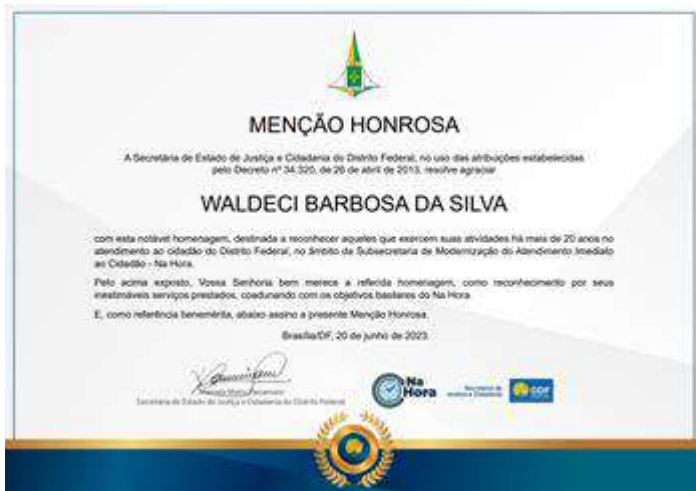 MENÇÃO HONROSA
A Secretária de Estado de Justiça e Cidadania do Distrito Federal, no uso das atribuições estabelecidas
pelo Decreto nº 34.320, de 26 de abril de 2013, resolve agraciar
WALDECI BARBOSA DA SILVA
com esta notável homenagem, destinada a reconhecer aqueles que exercem suas atividades há mais de 20 anos no
atendimento ao cidadão do Distrito Federal, no âmbito da Subsecretaria de Modernização do Atendimento Imediato
ao Cidadão - Na Hora.
Pelo acima exposto, Vossa Senhoria bem merece a referida homenagem, como reconhecimento por seus
inestimáveis serviços prestados, coadunando com os objetivos basilares do Na Hora.
E, como referência benemérita, abaixo assino a presente Menção Honrosa.
Brasília/DF, 20 de junho de 2023.
Secretária de Estado de Justiça e Cidadania do Distrito Federal
Na
Hora
Secretaria de
Justiça e Cidadania
GDF